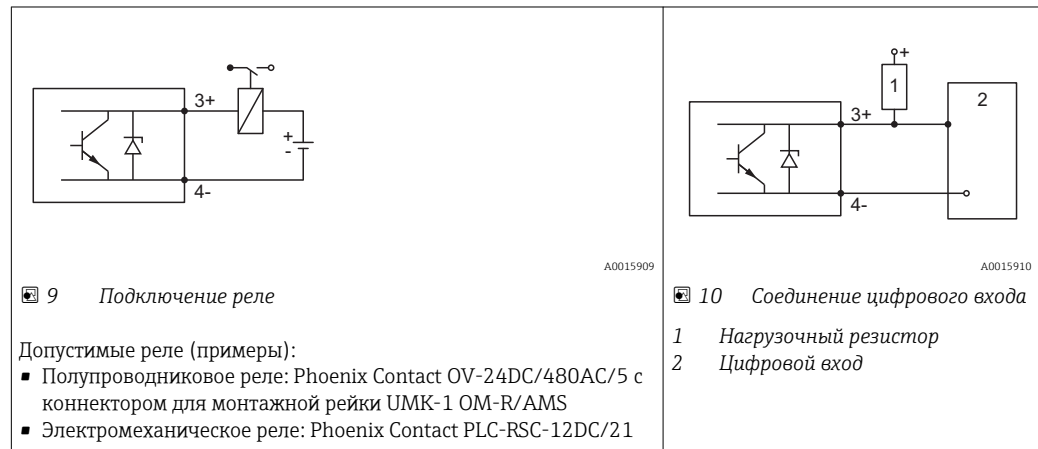 3+
+
-
4-
A0015909
9 Подключение реле
Допустимые реле (примеры):
▪ Полупроводниковое реле: Phoenix Contact OV-24DC/480AC/5 с
коннектором для монтажной рейки UMK-1 OM-R/AMS
▪ Электромеханическое реле: Phoenix Contact PLC-RSC-12DC/21
+
1
2
3+
4-
A0015910
10 Соединение цифрового входа
1 Нагрузочный резистор
2 Цифровой вход